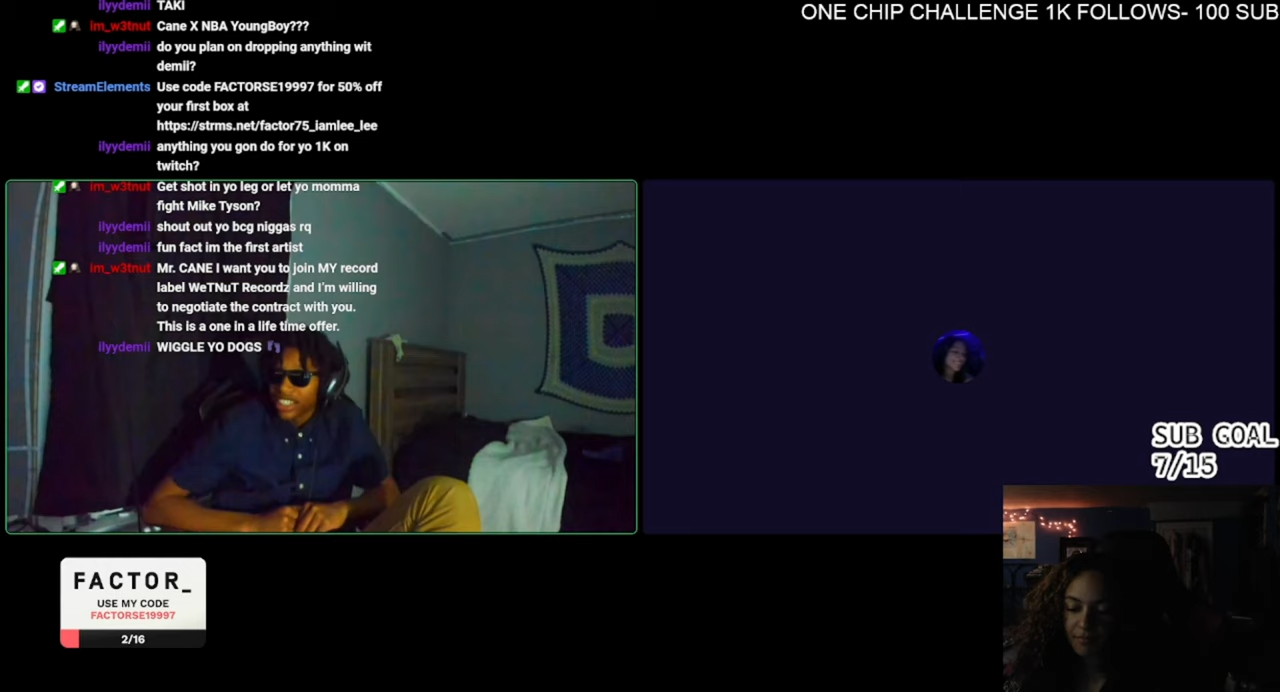 ONE CHIP CHALLENGE 1K FOLLOWS- 100 SUB
ilyydemii TAKI
im_w3tnut Cane X NBA YoungBoy???
ilyydemii do you plan on dropping anything wit
demii?
StreamElements Use code FACTORSE19997 for 50% off
your first box at
https://strms.net/factor75_iamlee_lee
ilyydemii anything you gon do for yo 1K on
twitch?
im_w3tnut Get shot in yo leg or let yo momma
fight Mike Tyson?
ilyydemii shout out yo bcg niggas rq
ilyydemii fun fact im the first artist
im_w3tnut Mr. CANE I want you to join MY record
label WeTNuT Recordz and I'm willing
to negotiate the contract with you.
This is a one in a life time offer.
ilyydemii WIGGLE YO DOGS
SUB GOAL
7/15
FACTOR_
USE MY CODE
FACTORSE19997
2/16